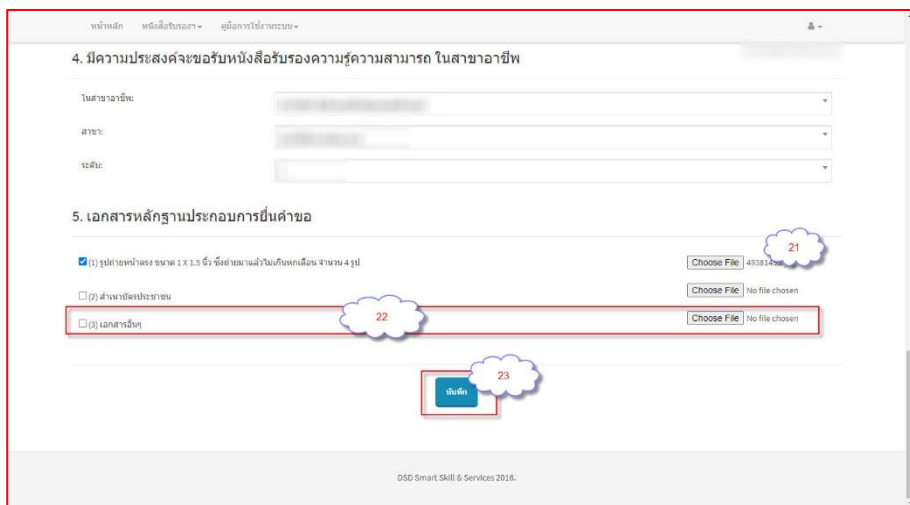 หน้าหลัก หนังสือรับรองฯ คู่มือการใช้งานระบบ
4. มีความประสงค์จะขอรับหนังสือรับรองความรู้ความสามารถ ในสาขาอาชีพ
ในสาขาอาชีพ:
สาขา:
ระดับ:
5. เอกสารหลักฐานประกอบการยื่นคำขอ
21
(1) รูปถ่ายหน้าตรง ขนาด 1 X 1.5 นิ้ว ซึ่งถ่ายมาแล้วไม่เกินหกเดือน จำนวน 4 รูป Choose File
(2) สำเนาบัตรประชาชน Choose File No file chosen
22
(3) เอกสารอื่นๆ Choose File No file chosen
23
บันทึก
DSD Smart Skill & Services 2016.